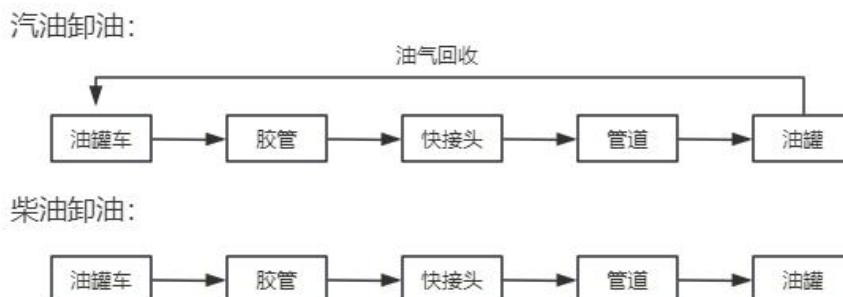 汽油卸油：
油气回收
油罐车 胶管 快接头 管道 油罐
柴油卸油：
油罐车 胶管 快接头 管道 油罐